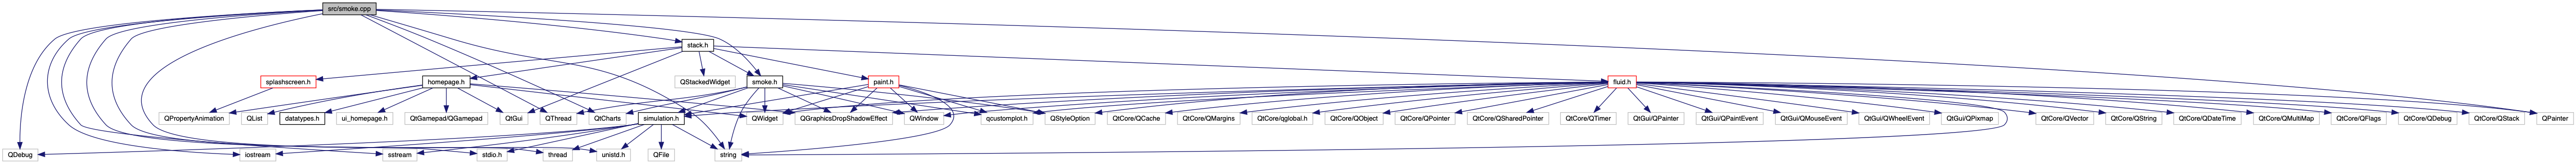 src/smoke.cpp
stack.h
splashscreen.h
homepage.h
QStackedWidget
smoke.h
paint.h
fluid.h
QPropertyAnimation
QList
datatypes.h
ui_homepage.h
QtGamepad/QGamepad
QtGui
QThread
QtCharts
simulation.h
QWidget
QGraphicsDropShadowEffect
QWindow
qcustomplot.h
QStyleOption
QtCore/QCache
QtCore/QMargins
QtCore/qglobal.h
QtCore/QObject
QtCore/QPointer
QtCore/QSharedPointer
QtCore/QTimer
QtGui/QPainter
QtGui/QPaintEvent
QtGui/QMouseEvent
QtGui/QWheelEvent
QtGui/QPixmap
QtCore/QVector
QtCore/QString
QtCore/QDateTime
QtCore/QMultiMap
QtCore/QFlags
QtCore/QDebug
QtCore/QStack
QPainter
QDebug
iostream
sstream
stdio.h
thread
unistd.h
QFile
string